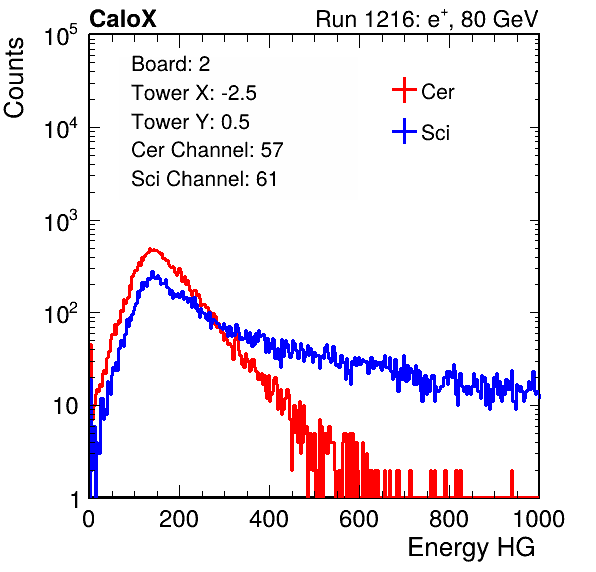 CaloX Run 1216: e⁺, 80 GeV
Counts
10⁵
10⁴
10³
10²
10
1
Board: 2
Tower X: -2.5
Tower Y: 0.5
Cer Channel: 57
Sci Channel: 61
Cer
Sci
0 200 400 600 800 1000
Energy HG